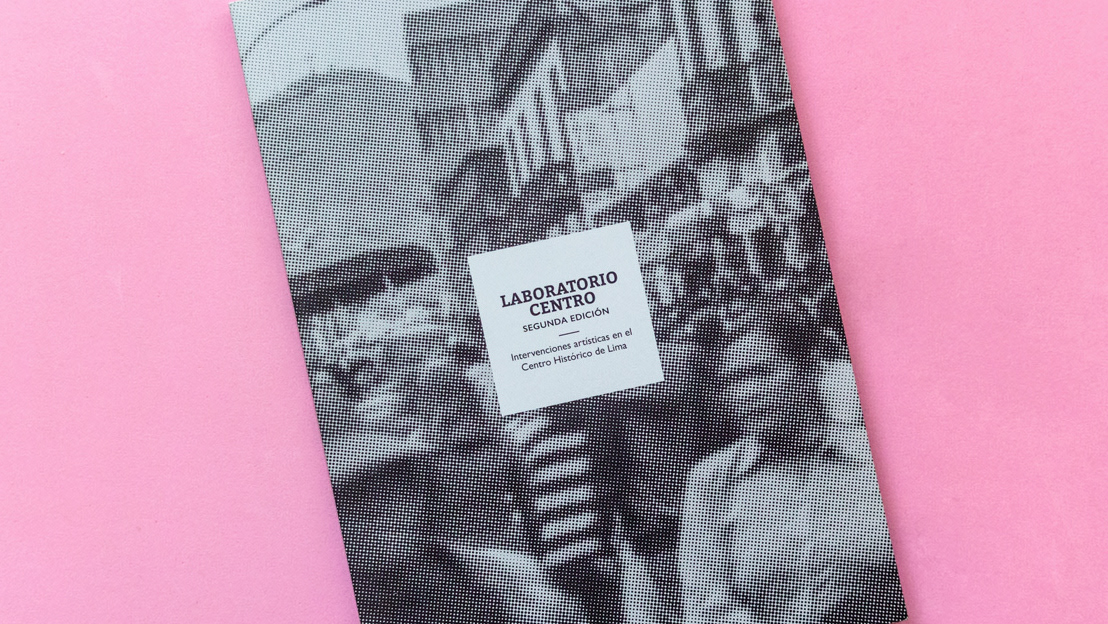 LABORATORIO
CENTRO
SEGUNDA EDICIÓN
Intervenciones artísticas en el
Centro Histórico de Lima